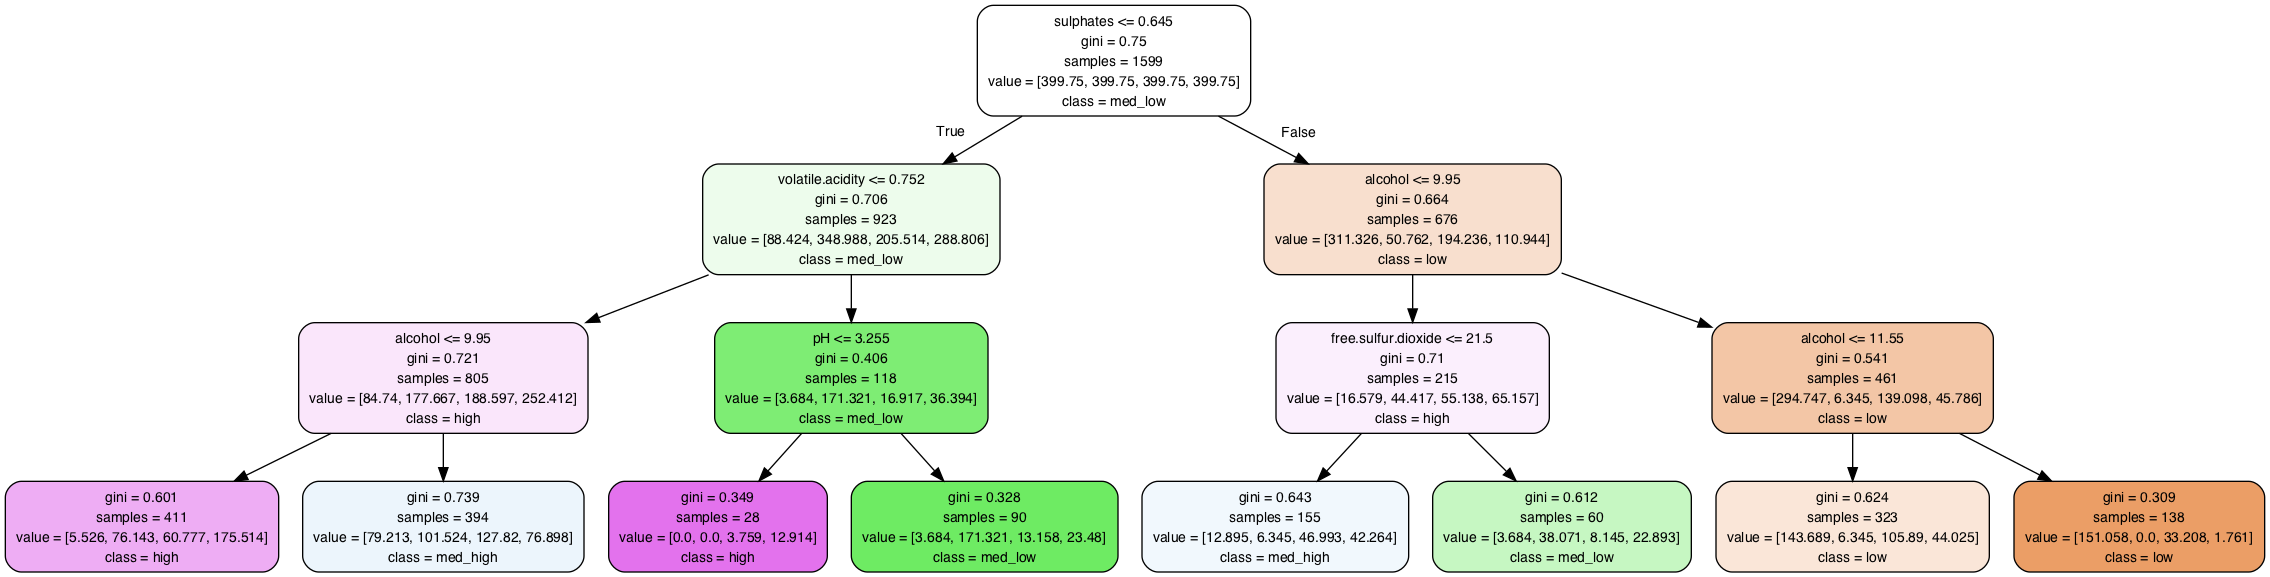 sulphates <= 0.645
gini = 0.75
samples = 1599
value = [399.75, 399.75, 399.75, 399.75]
class = med_low
True
False
volatile.acidity <= 0.752
gini = 0.706
samples = 923
value = [88.424, 348.988, 205.514, 288.806]
class = med_low
alcohol <= 9.95
gini = 0.664
samples = 676
value = [311.326, 50.762, 194.236, 110.944]
class = low
alcohol <= 9.95
gini = 0.721
samples = 805
value = [84.74, 177.667, 188.597, 252.412]
class = high
pH <= 3.255
gini = 0.406
samples = 118
value = [3.684, 171.321, 16.917, 36.394]
class = med_low
free.sulfur.dioxide <= 21.5
gini = 0.71
samples = 215
value = [16.579, 44.417, 55.138, 65.157]
class = high
alcohol <= 11.55
gini = 0.541
samples = 461
value = [294.747, 6.345, 139.098, 45.786]
class = low
gini = 0.601
samples = 411
value = [5.526, 76.143, 60.777, 175.514]
class = high
gini = 0.739
samples = 394
value = [79.213, 101.524, 127.82, 76.898]
class = med_high
gini = 0.349
samples = 28
value = [0.0, 0.0, 3.759, 12.914]
class = high
gini = 0.328
samples = 90
value = [3.684, 171.321, 13.158, 23.48]
class = med_low
gini = 0.643
samples = 155
value = [12.895, 6.345, 46.993, 42.264]
class = med_high
gini = 0.612
samples = 60
value = [3.684, 38.071, 8.145, 22.893]
class = med_low
gini = 0.624
samples = 323
value = [143.689, 6.345, 105.89, 44.025]
class = low
gini = 0.309
samples = 138
value = [151.058, 0.0, 33.208, 1.761]
class = low